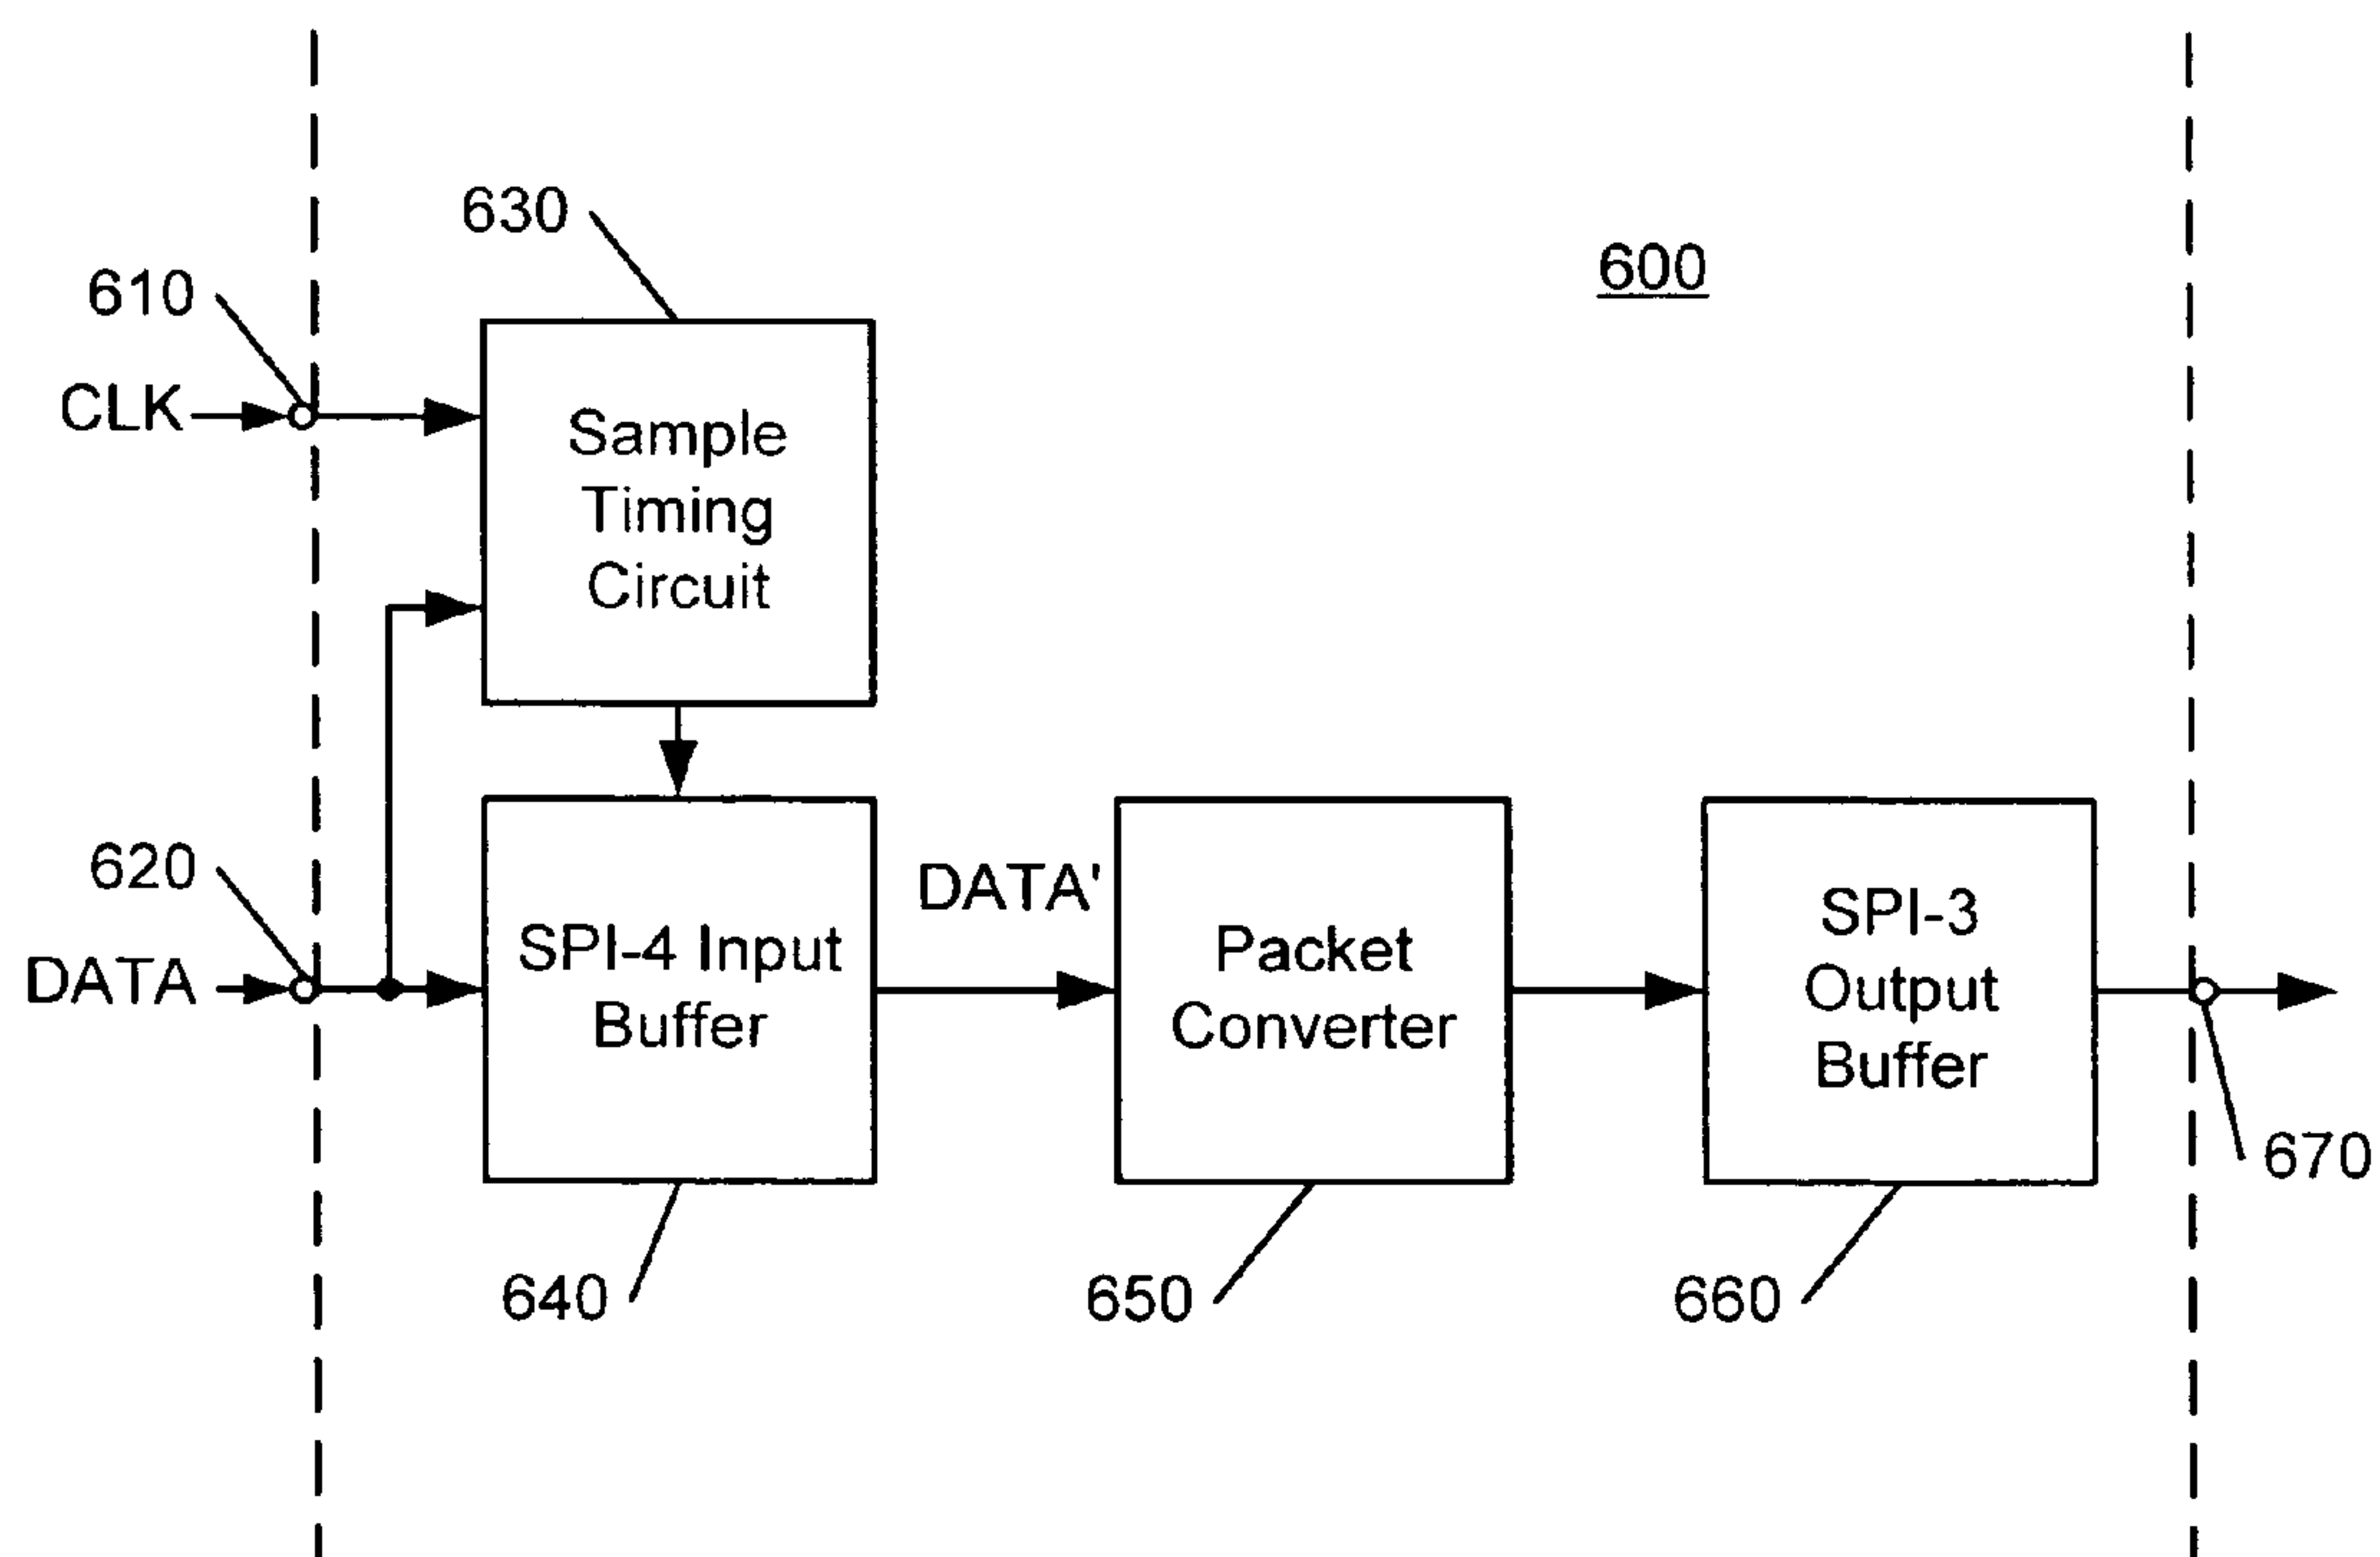 630
600
610
CLK
Sample
Timing
Circuit
620
DATA
DATA'
SPI-4 Input
Buffer
Packet
Converter
SPI-3
Output
Buffer
670
640
650
660